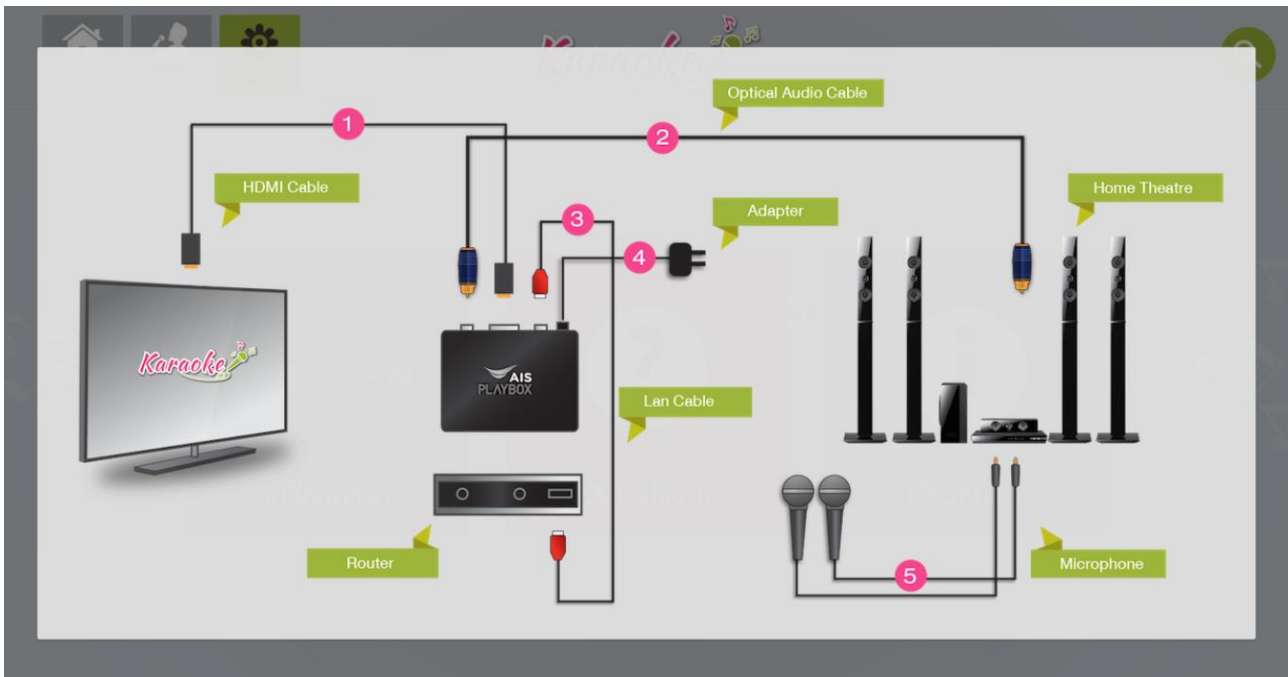 Karaoke
Optical Audio Cable
1
2
HDMI Cable
Home Theatre
3
Adapter
4
Karaoke
AIS
PLAYBOX
Lan Cable
Router
5
Microphone